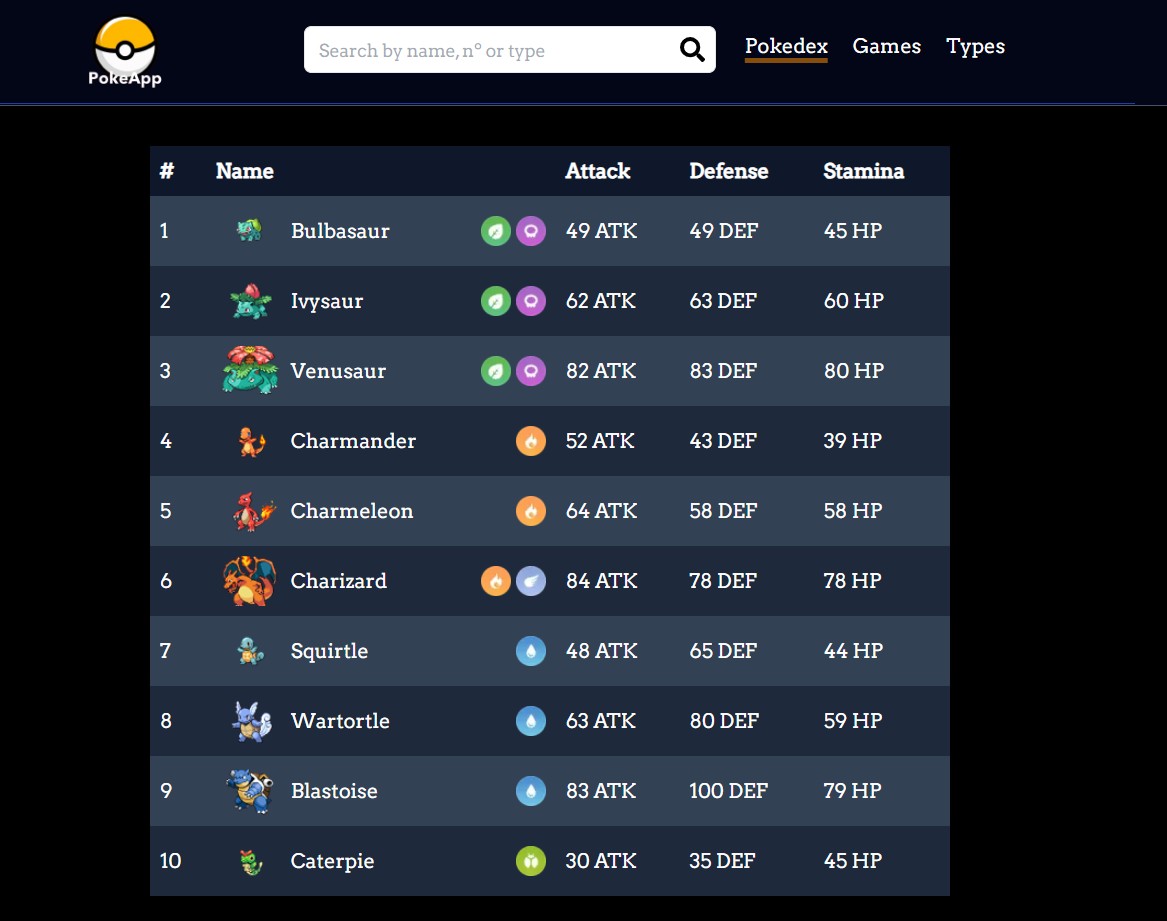 PokeApp
Search by name, n° or type
Pokedex Games Types
# Name Attack Defense Stamina
1 Bulbasaur 49 ATK 49 DEF 45 HP
2 Ivysaur 62 ATK 63 DEF 60 HP
3 Venusaur 82 ATK 83 DEF 80 HP
4 Charmander 52 ATK 43 DEF 39 HP
5 Charmeleon 64 ATK 58 DEF 58 HP
6 Charizard 84 ATK 78 DEF 78 HP
7 Squirtle 48 ATK 65 DEF 44 HP
8 Wartortle 63 ATK 80 DEF 59 HP
9 Blastoise 83 ATK 100 DEF 79 HP
10 Caterpie 30 ATK 35 DEF 45 HP